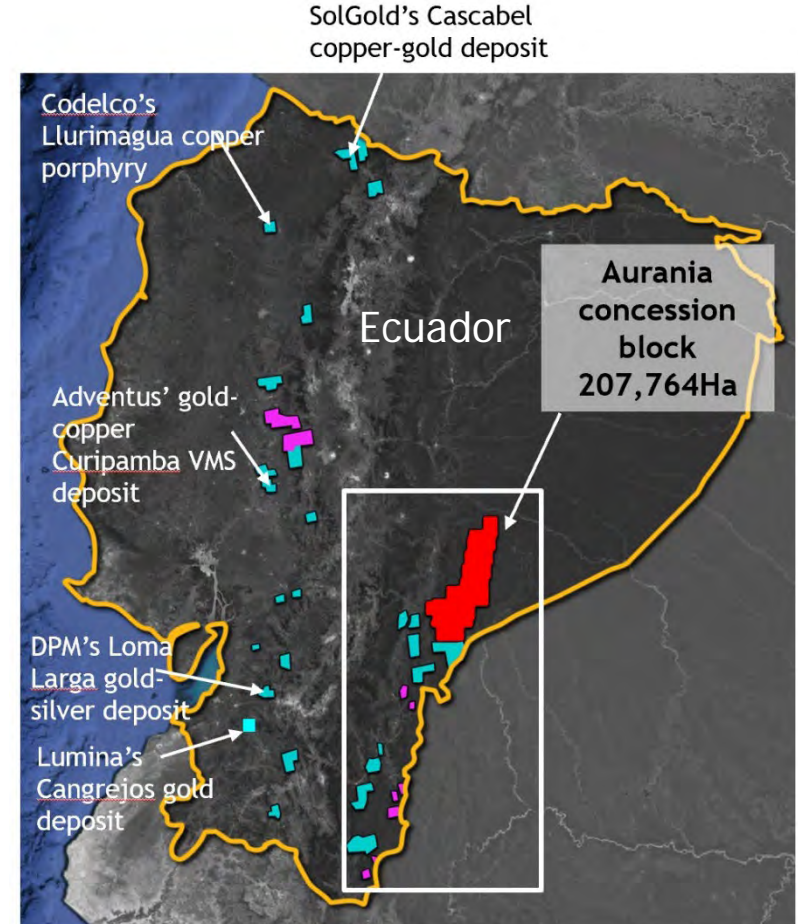 SolGold's Cascabel
copper-gold deposit
Codelco's
Llurimagua copper
porphyry
Ecuador
Aurania
concession
block
207,764Ha
Adventus' gold-
copper
Curipamba VMS
deposit
DPM's Loma
Larga gold-
silver deposit
Lumina's
Cangrejos gold
deposit